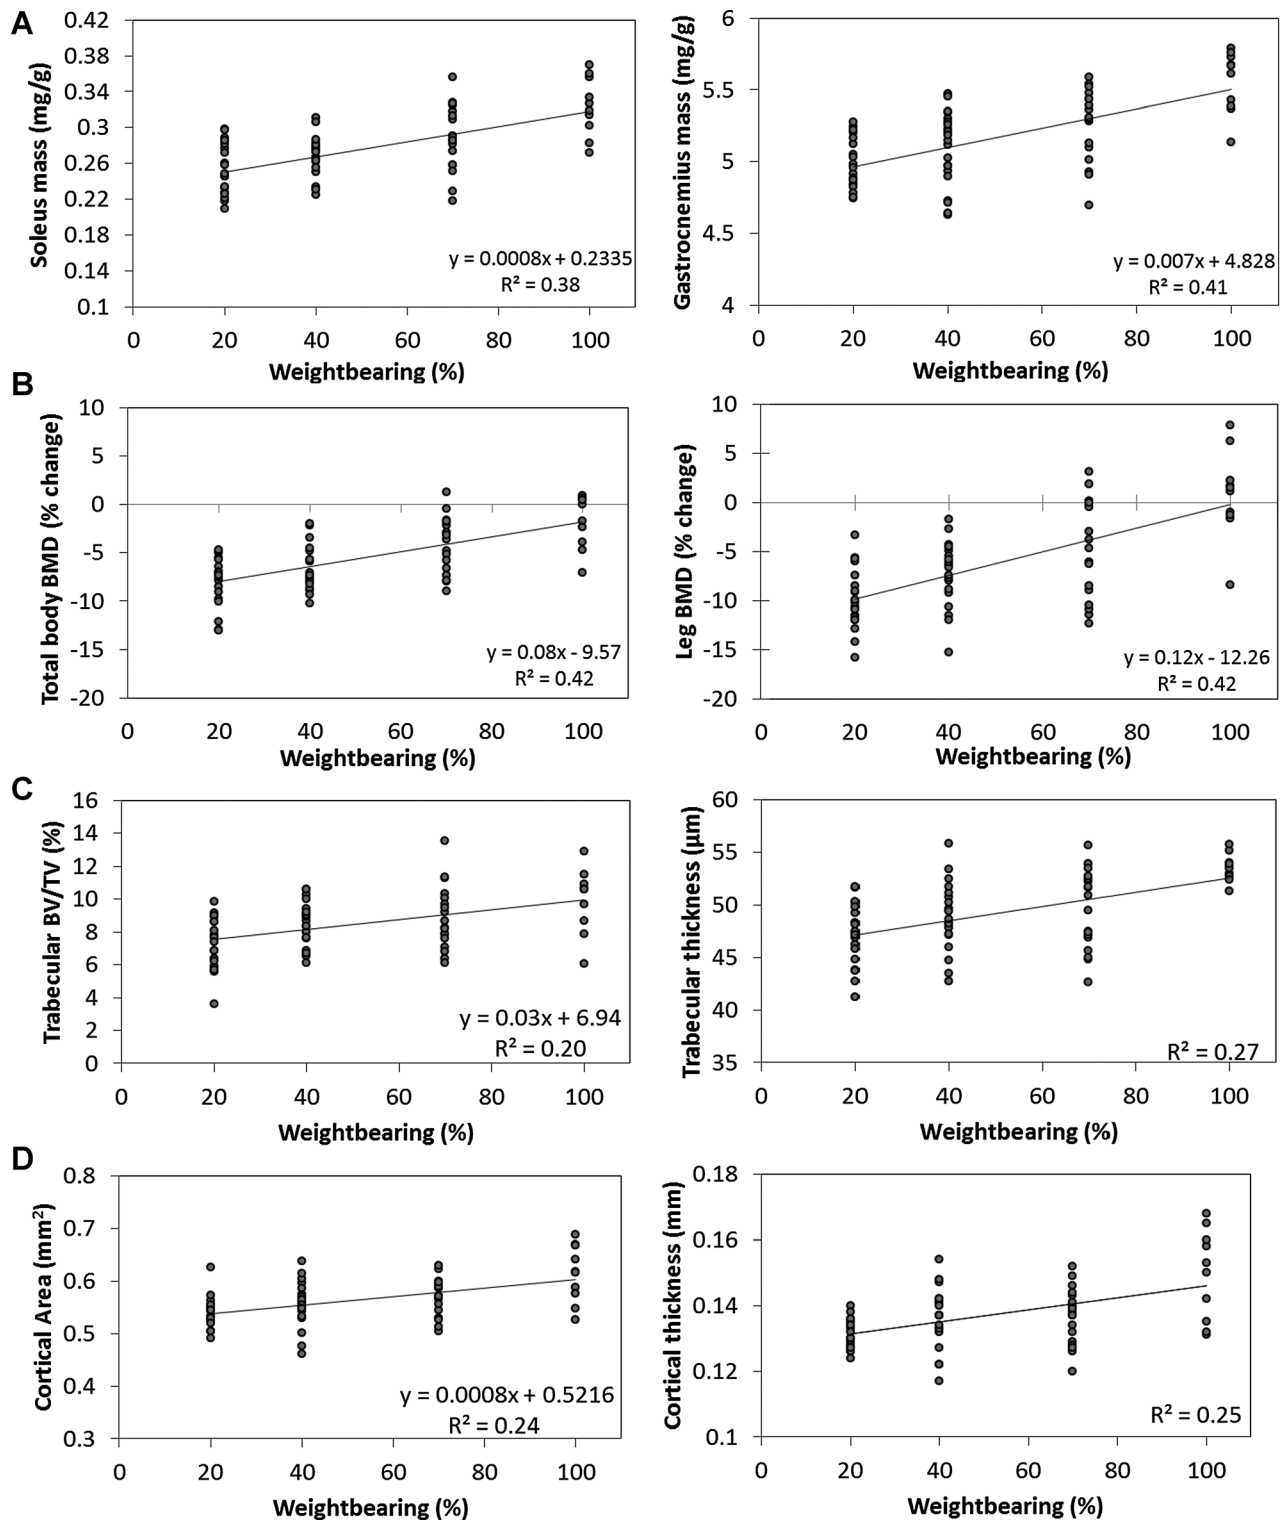 A
Soleus mass (mg/g)
0.42
0.38
0.34
0.3
0.26
0.22
0.18
0.14
0.1
y = 0.0008x + 0.2335
R² = 0.38
0 20 40 60 80 100
Weightbearing (%)
Gastrocnemius mass (mg/g)
6
5.5
5
4.5
4
y = 0.007x + 4.828
R² = 0.41
0 20 40 60 80 100
Weightbearing (%)
B
Total body BMD (% change)
10
5
0
-5
-10
-15
-20
y = 0.08x - 9.57
R² = 0.42
0 20 40 60 80 100
Weightbearing (%)
Leg BMD (% change)
10
5
0
-5
-10
-15
-20
y = 0.12x - 12.26
R² = 0.42
0 20 40 60 80 100
Weightbearing (%)
C
Trabecular BV/TV (%)
16
14
12
10
8
6
4
2
0
y = 0.03x + 6.94
R² = 0.20
0 20 40 60 80 100
Weightbearing (%)
Trabecular thickness (µm)
60
55
50
45
40
35
R² = 0.27
0 20 40 60 80 100
Weightbearing (%)
D
Cortical Area (mm²)
0.8
0.7
0.6
0.5
0.4
0.3
y = 0.0008x + 0.5216
R² = 0.24
0 20 40 60 80 100
Weightbearing (%)
Cortical thickness (mm)
0.18
0.16
0.14
0.12
0.1
R² = 0.25
0 20 40 60 80 100
Weightbearing (%)